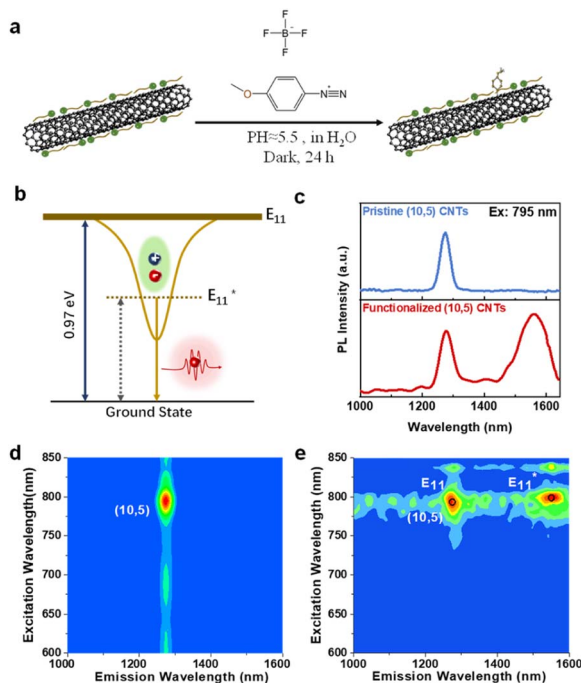 a
F
F
B
-
F
F
O
N
+
N
PH≈5.5 , in H₂O
Dark, 24 h
b
E₁₁
0.97 eV
E₁₁*
Ground State
c
Pristine (10,5) CNTs
Ex: 795 nm
Functionalized (10,5) CNTs
PL Intensity (a.u.)
1000
1200
1400
1600
Wavelength (nm)
d
850
800
750
700
650
600
(10,5)
Excitation Wavelength(nm)
1000
1200
1400
1600
Emission Wavelength (nm)
e
850
800
750
700
650
600
E₁₁
E₁₁*
(10,5)
Excitation Wavelength (nm)
1000
1200
1400
1600
Emission Wavelength (nm)